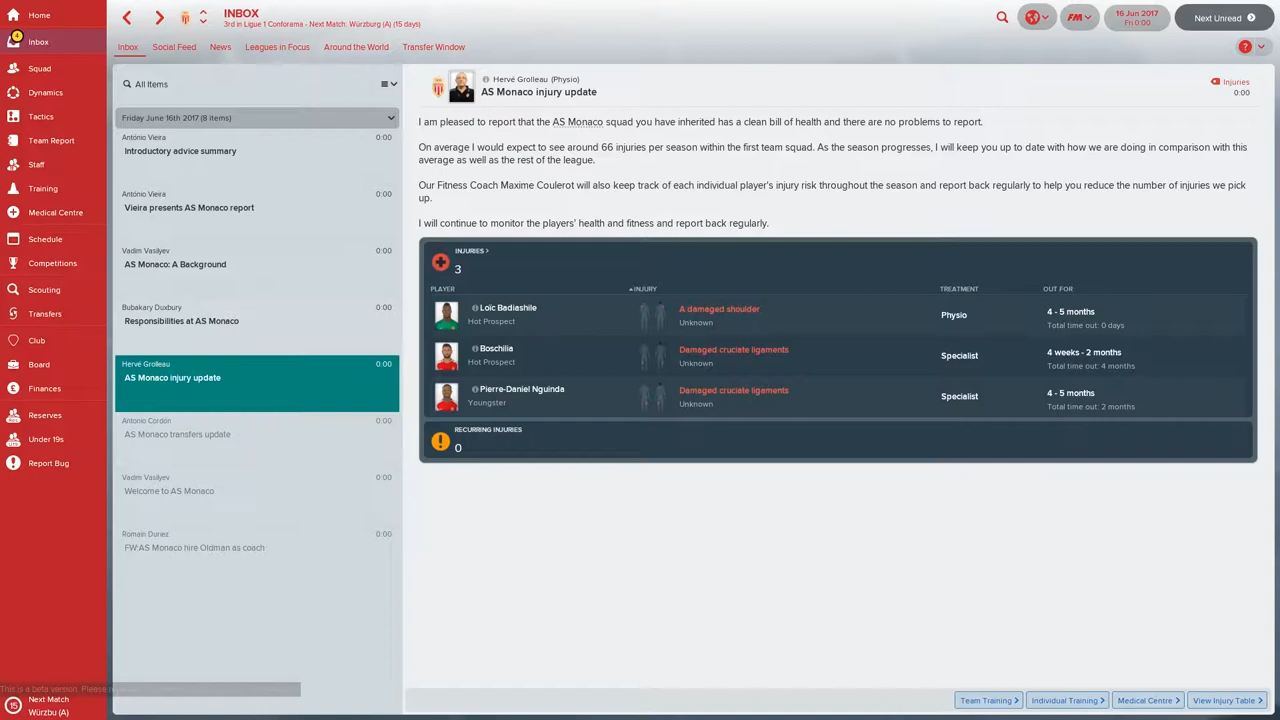 Home
4
Inbox
Squad
Dynamics
Tactics
Team Report
Staff
Training
Medical Centre
Schedule
Competitions
Scouting
Transfers
Club
Board
Finances
Reserves
Under 19s
Report Bug
This is a beta version. Please
15
Next Match
Würzbu (A)
INBOX
3rd in Ligue 1 Conforama - Next Match: Würzburg (A) (15 days)
FM
16 Jun 2017
Fri 0:00
Next Unread
Inbox
Social Feed
News
Leagues in Focus
Around the World
Transfer Window
?
All Items
Friday June 16th 2017 (8 items)
António Vieira 0:00
Introductory advice summary
António Vieira 0:00
Vieira presents AS Monaco report
Vadim Vasilyev 0:00
AS Monaco: A Background
Bubakary Duxbury 0:00
Responsibilities at AS Monaco
Hervé Grolleau 0:00
AS Monaco injury update
Antonio Cordón 0:00
AS Monaco transfers update
Vadim Vasilyev 0:00
Welcome to AS Monaco
Romain Duriez 0:00
FW:AS Monaco hire Oldman as coach
Hervé Grolleau (Physio)
AS Monaco injury update
Injuries
0:00
I am pleased to report that the AS Monaco squad you have inherited has a clean bill of health and there are no problems to report.
On average I would expect to see around 66 injuries per season within the first team squad. As the season progresses, I will keep you up to date with how we are doing in comparison with this
average as well as the rest of the league.
Our Fitness Coach Maxime Coulerot will also keep track of each individual player's injury risk throughout the season and report back regularly to help you reduce the number of injuries we pick
up.
I will continue to monitor the players' health and fitness and report back regularly.
INJURIES >
3
PLAYER INJURY TREATMENT OUT FOR
Loïc Badiashile A damaged shoulder Physio 4 - 5 months
Hot Prospect Unknown Total time out: 0 days
Boschilia Damaged cruciate ligaments Specialist 4 weeks - 2 months
Hot Prospect Unknown Total time out: 4 months
Pierre-Daniel Nguinda Damaged cruciate ligaments Specialist 4 - 5 months
Youngster Unknown Total time out: 2 months
RECURRING INJURIES
0
Team Training >
Individual Training >
Medical Centre >
View Injury Table >